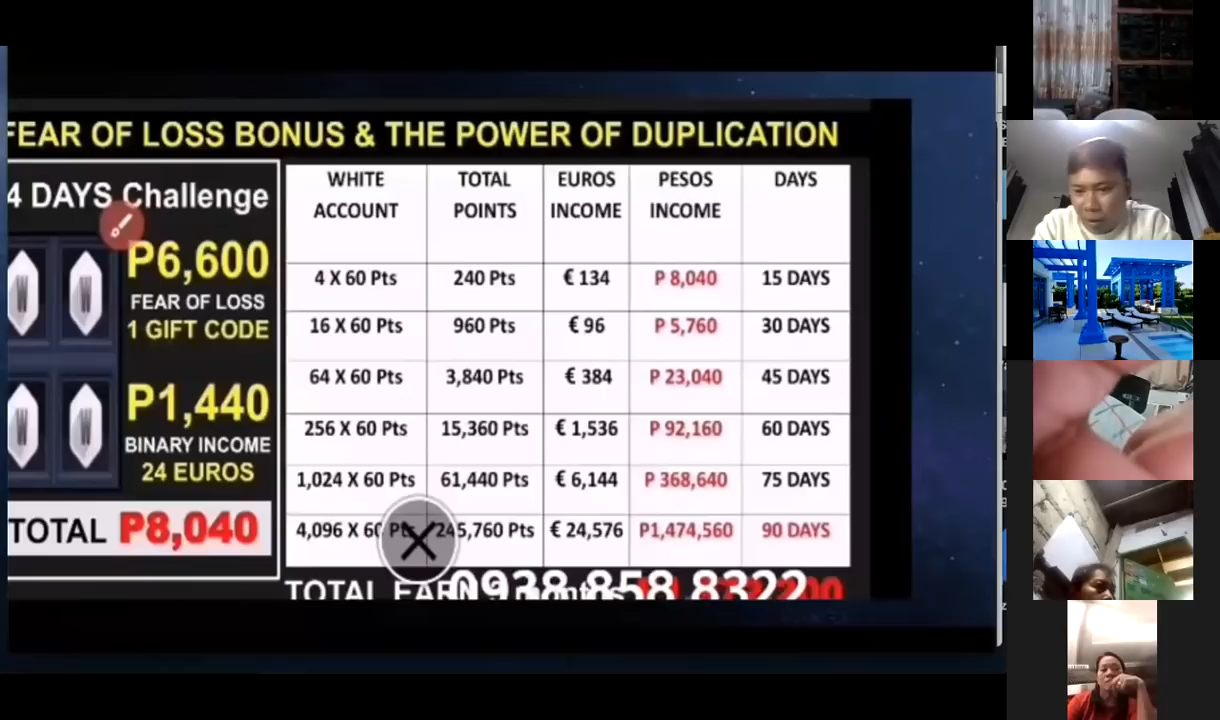 FEAR OF LOSS BONUS & THE POWER OF DUPLICATION
4 DAYS Challenge
P6,600
FEAR OF LOSS
1 GIFT CODE
P1,440
BINARY INCOME
24 EUROS
TOTAL P8,040
WHITE ACCOUNT TOTAL POINTS EUROS INCOME PESOS INCOME DAYS
4 X 60 Pts 240 Pts € 134 P 8,040 15 DAYS
16 X 60 Pts 960 Pts € 96 P 5,760 30 DAYS
64 X 60 Pts 3,840 Pts € 384 P 23,040 45 DAYS
256 X 60 Pts 15,360 Pts € 1,536 P 92,160 60 DAYS
1,024 X 60 Pts 61,440 Pts € 6,144 P 368,640 75 DAYS
4,096 X 60 Pts 245,760 Pts € 24,576 P1,474,560 90 DAYS
TOTAL
0938 858 8322